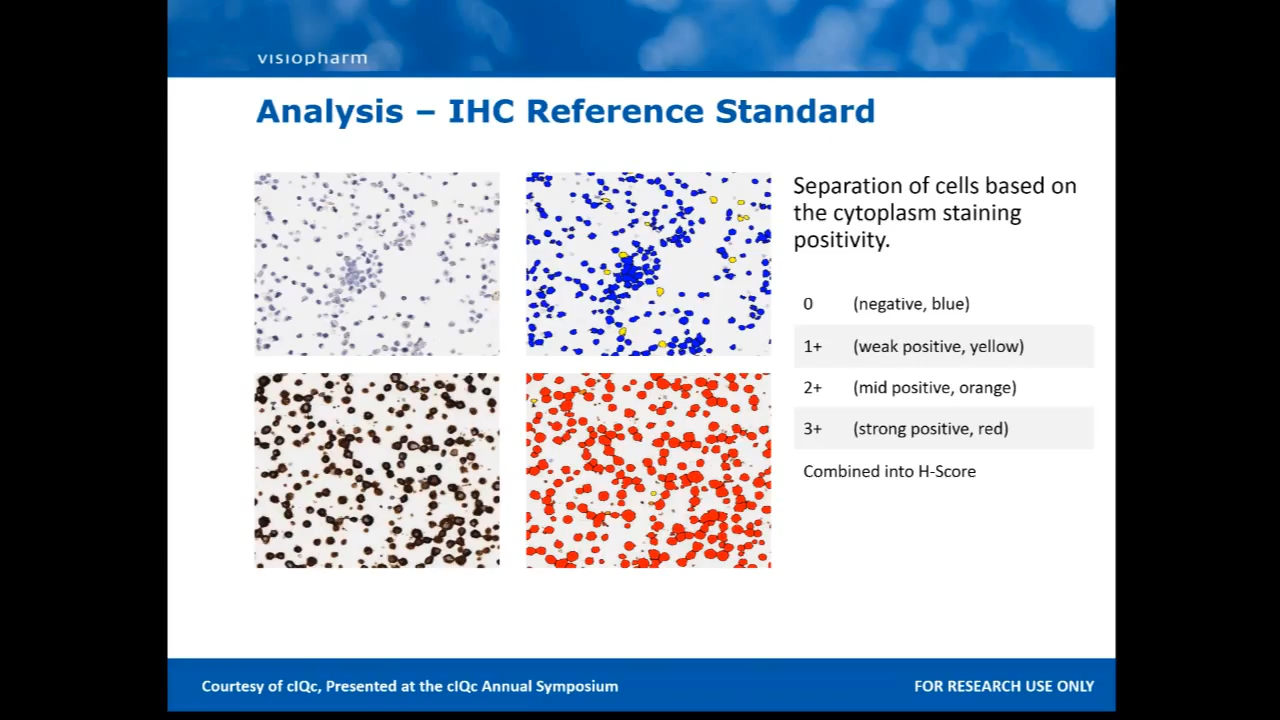 visiopharm
Analysis – IHC Reference Standard
Separation of cells based on
the cytoplasm staining
positivity.
0 (negative, blue)
1+ (weak positive, yellow)
2+ (mid positive, orange)
3+ (strong positive, red)
Combined into H-Score
Courtesy of cIQc, Presented at the cIQc Annual Symposium
FOR RESEARCH USE ONLY